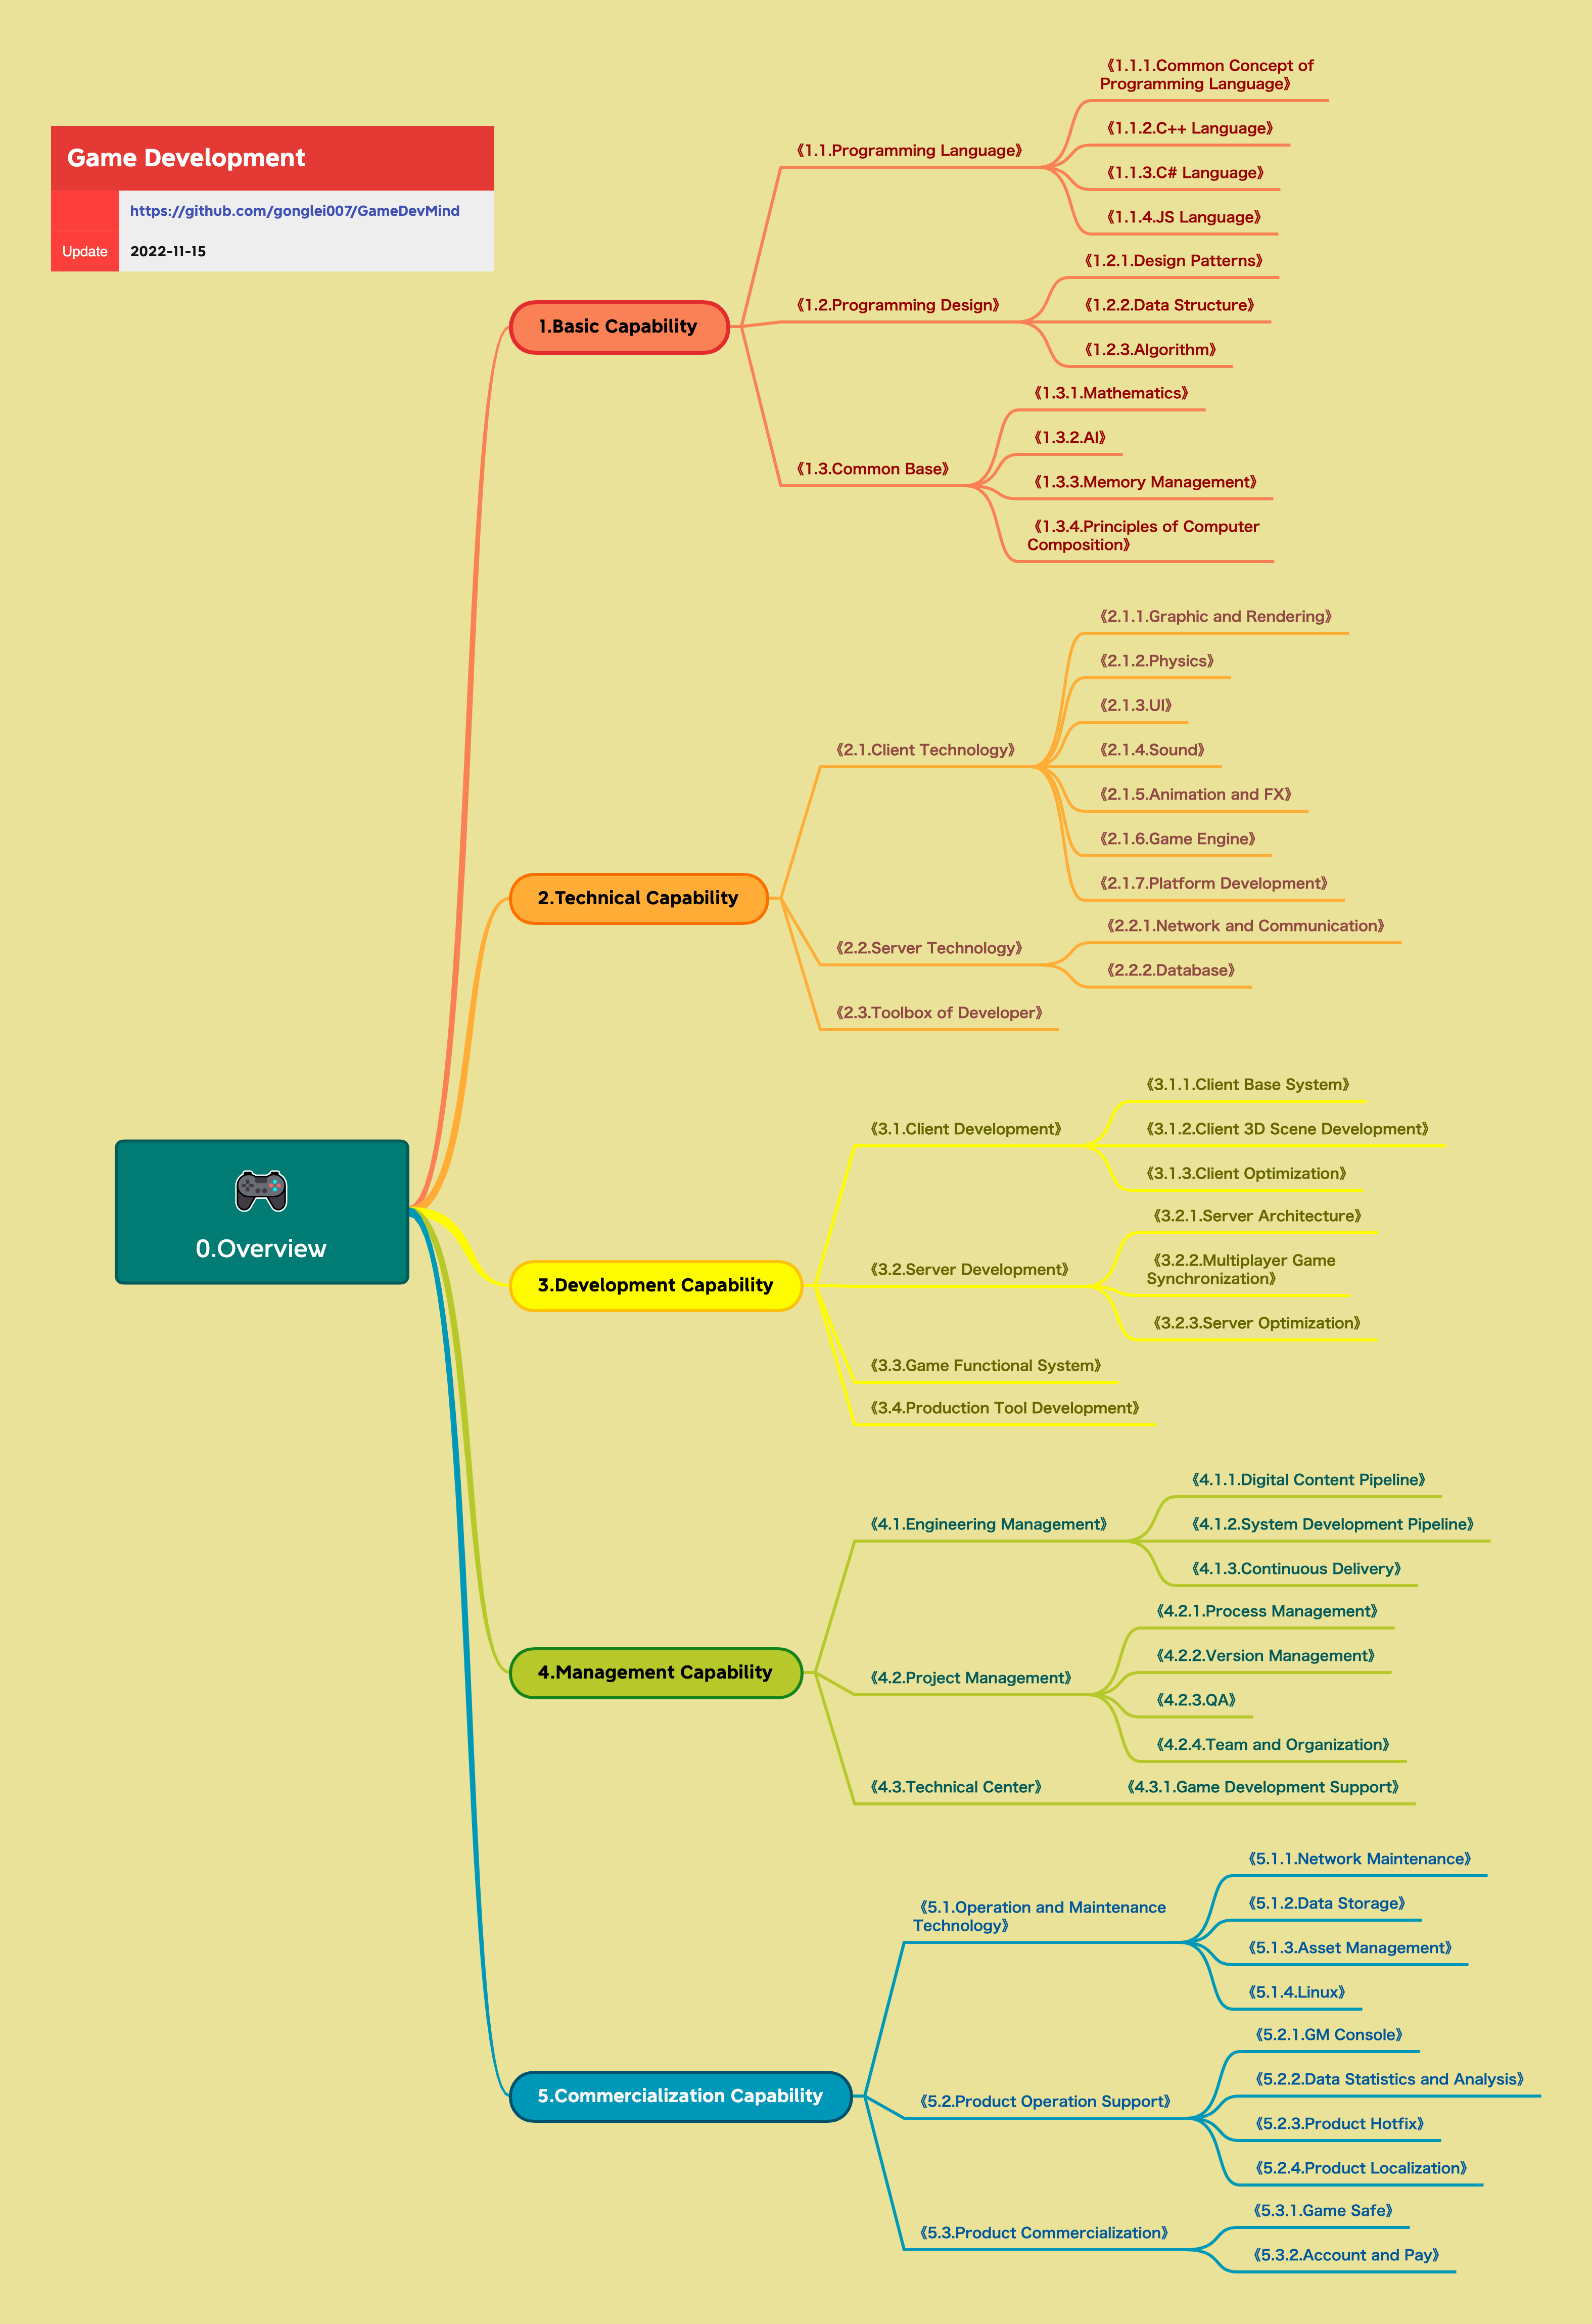 Game Development
https://github.com/gonglei007/GameDevMind
Update 2022-11-15
0.Overview
1.Basic Capability
《1.1.Programming Language》
《1.1.1.Common Concept of
Programming Language》
《1.1.2.C++ Language》
《1.1.3.C# Language》
《1.1.4.JS Language》
《1.2.Programming Design》
《1.2.1.Design Patterns》
《1.2.2.Data Structure》
《1.2.3.Algorithm》
《1.3.Common Base》
《1.3.1.Mathematics》
《1.3.2.AI》
《1.3.3.Memory Management》
《1.3.4.Principles of Computer
Composition》
2.Technical Capability
《2.1.Client Technology》
《2.1.1.Graphic and Rendering》
《2.1.2.Physics》
《2.1.3.UI》
《2.1.4.Sound》
《2.1.5.Animation and FX》
《2.1.6.Game Engine》
《2.1.7.Platform Development》
《2.2.Server Technology》
《2.2.1.Network and Communication》
《2.2.2.Database》
《2.3.Toolbox of Developer》
3.Development Capability
《3.1.Client Development》
《3.1.1.Client Base System》
《3.1.2.Client 3D Scene Development》
《3.1.3.Client Optimization》
《3.2.Server Development》
《3.2.1.Server Architecture》
《3.2.2.Multiplayer Game
Synchronization》
《3.2.3.Server Optimization》
《3.3.Game Functional System》
《3.4.Production Tool Development》
4.Management Capability
《4.1.Engineering Management》
《4.1.1.Digital Content Pipeline》
《4.1.2.System Development Pipeline》
《4.1.3.Continuous Delivery》
《4.2.Project Management》
《4.2.1.Process Management》
《4.2.2.Version Management》
《4.2.3.QA》
《4.2.4.Team and Organization》
《4.3.Technical Center》
《4.3.1.Game Development Support》
5.Commercialization Capability
《5.1.Operation and Maintenance
Technology》
《5.1.1.Network Maintenance》
《5.1.2.Data Storage》
《5.1.3.Asset Management》
《5.1.4.Linux》
《5.2.Product Operation Support》
《5.2.1.GM Console》
《5.2.2.Data Statistics and Analysis》
《5.2.3.Product Hotfix》
《5.2.4.Product Localization》
《5.3.Product Commercialization》
《5.3.1.Game Safe》
《5.3.2.Account and Pay》